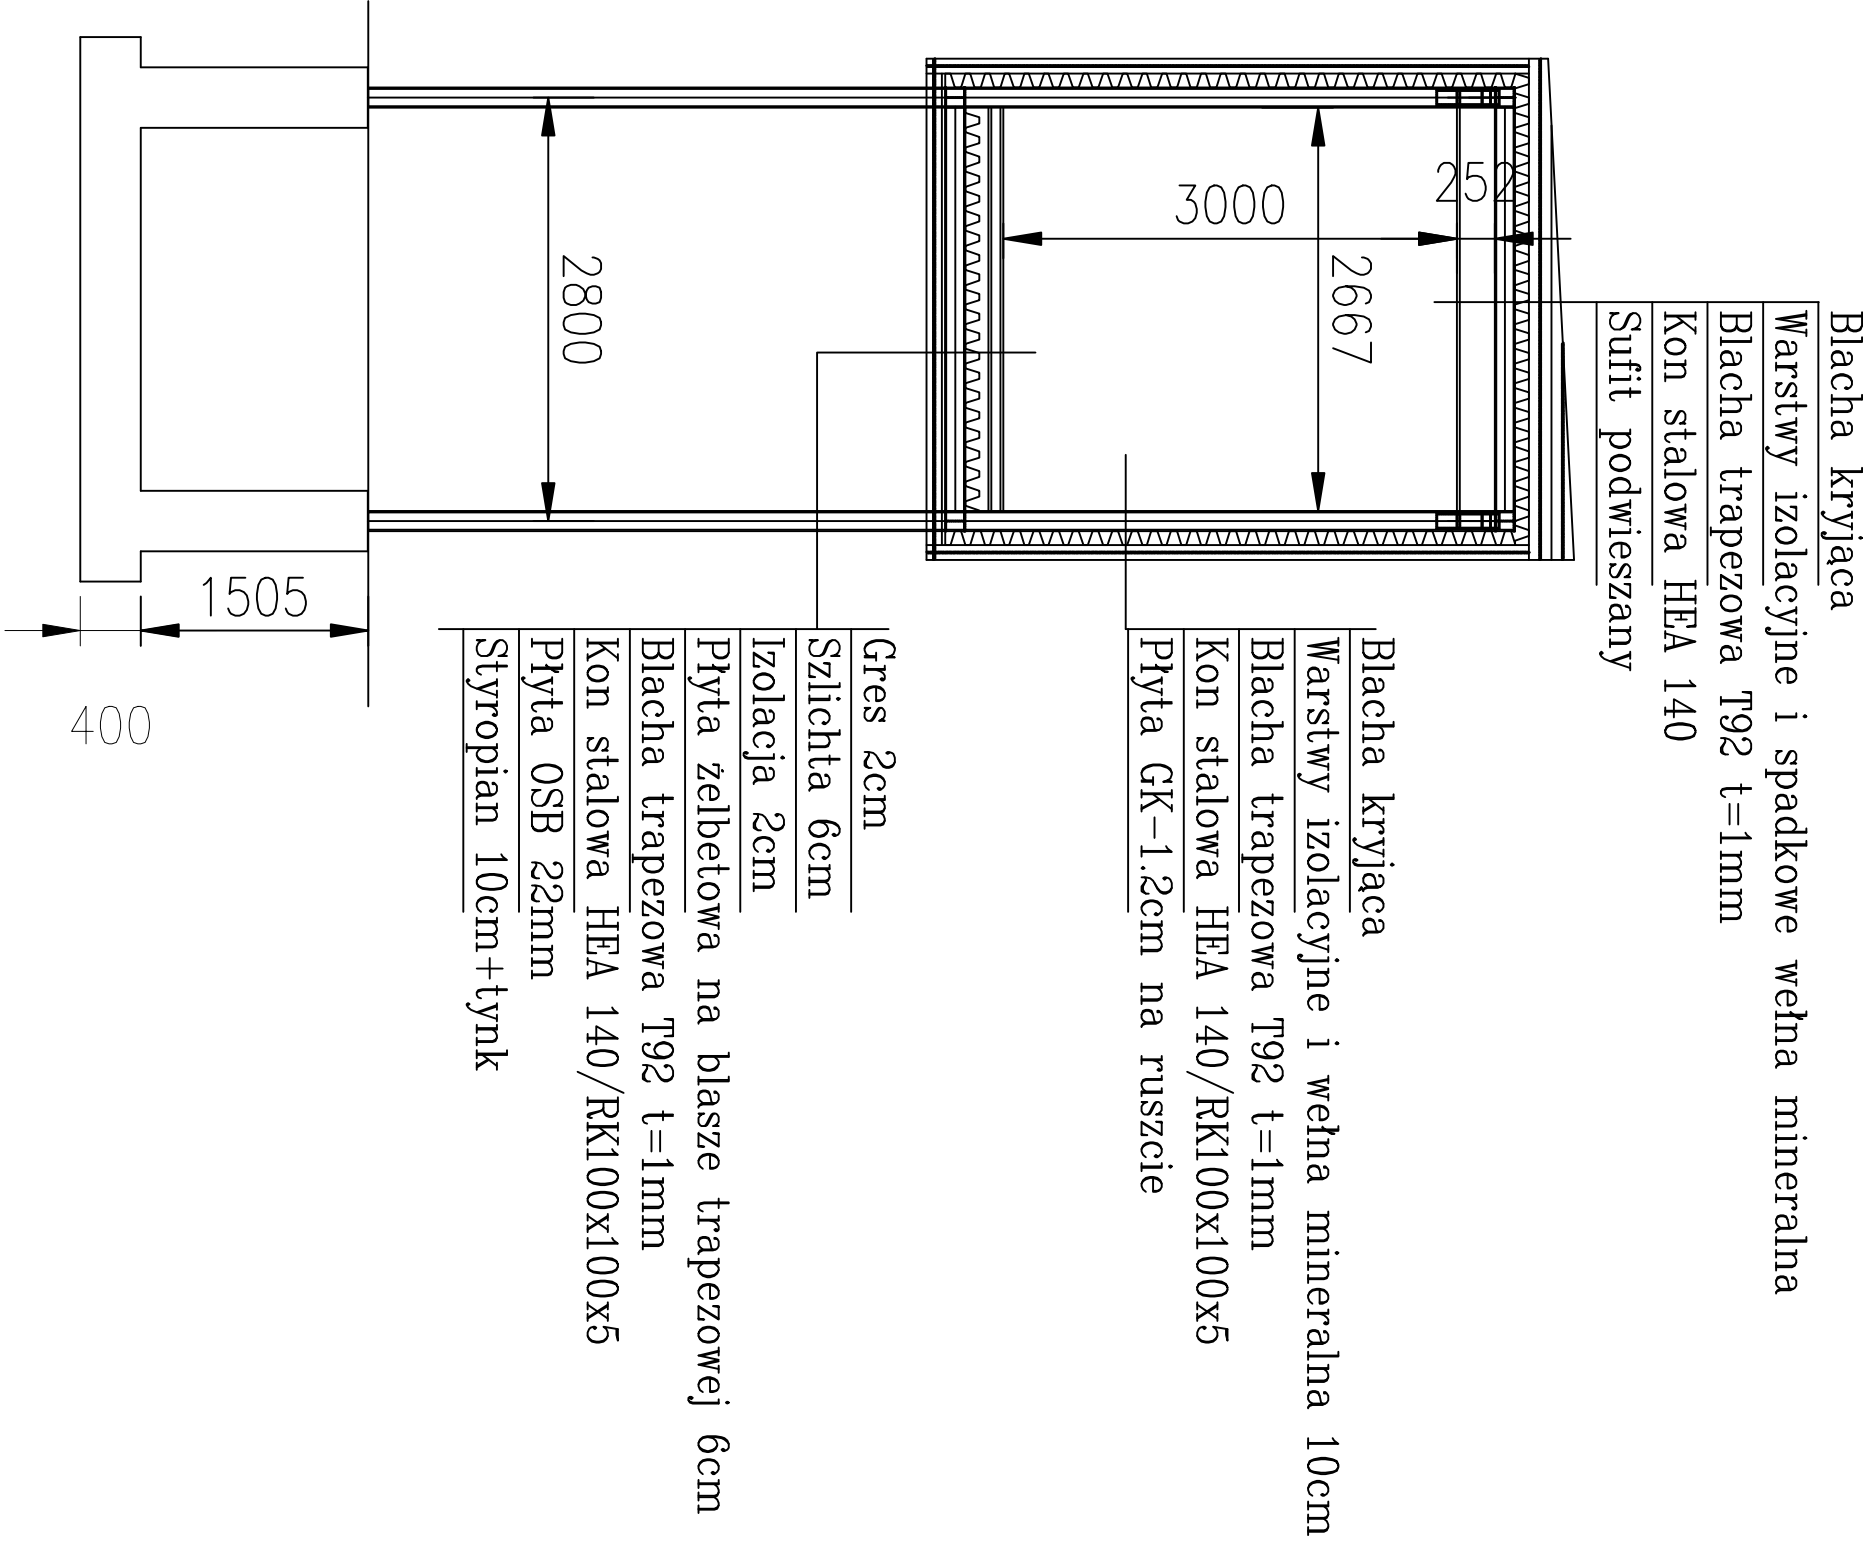 Blacha kryjąca
Warstwy izolacyjne i spadkowe wełna mineralna
Blacha trapezowa T92 t=1mm
Kon stalowa HEA 140
Sufit podwieszany
252
3000
2667
Blacha kryjąca
Warstwy izolacyjne i wełna mineralna 10cm
Blacha trapezowa T92 t=1mm
Kon stalowa HEA 140/RK100x100x5
Płyta GK-1.2cm na ruszcie
Gres 2cm
Szlichta 6cm
Izolacja 2cm
Płyta żelbetowa na blasze trapezowej 6cm
Blacha trapezowa T92 t=1mm
Kon stalowa HEA 140/RK100x100x5
Płyta OSB 22mm
Styropian 10cm+tynk
2800
1505
400